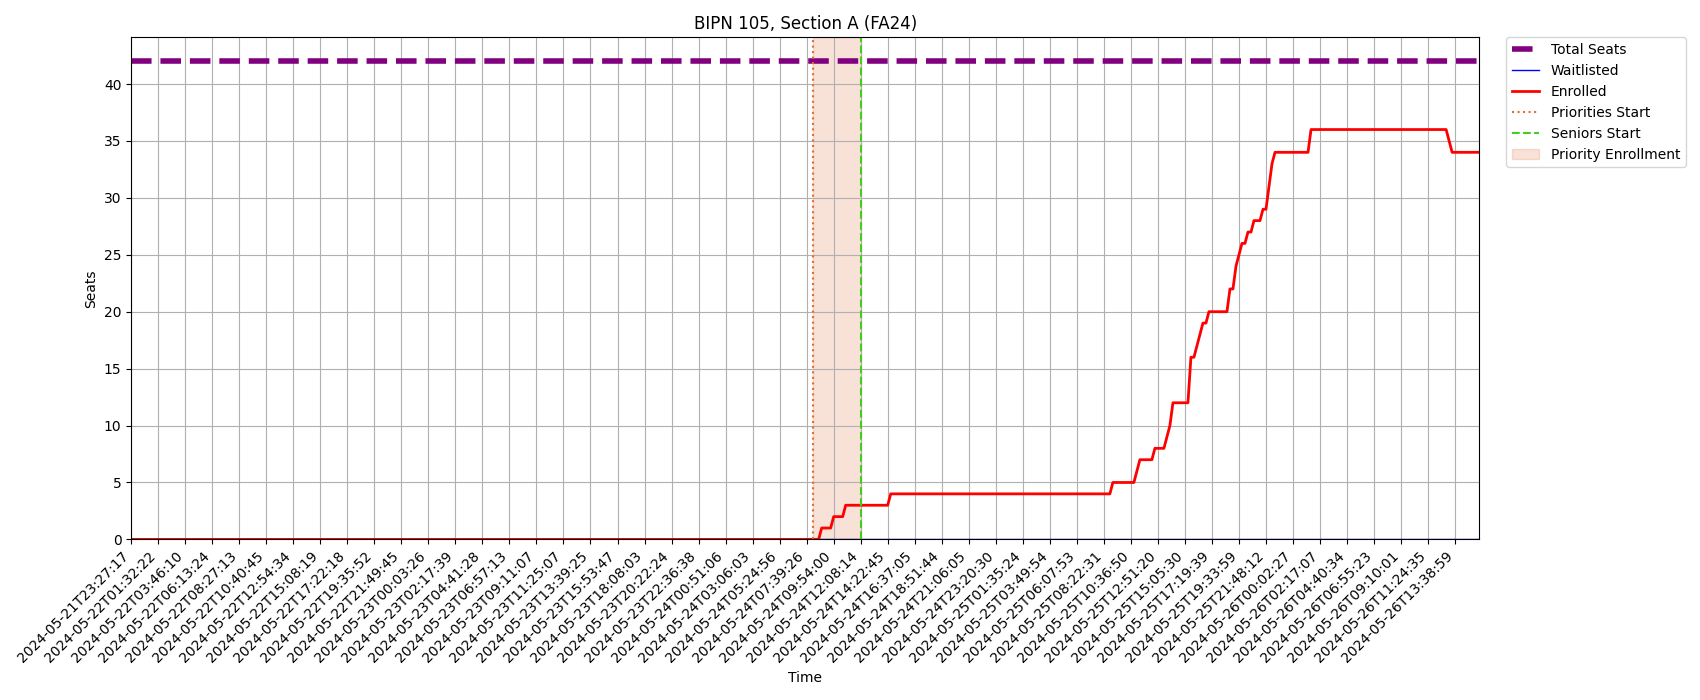 BIPN 105, Section A (FA24)
Total Seats
Waitlisted
Enrolled
Priorities Start
Seniors Start
Priority Enrollment
Seats
40
35
30
25
20
15
10
5
0
2024-05-21T23:27:17
2024-05-22T01:32:22
2024-05-22T03:46:10
2024-05-22T06:13:24
2024-05-22T08:27:13
2024-05-22T10:40:45
2024-05-22T12:54:34
2024-05-22T15:08:19
2024-05-22T17:22:18
2024-05-22T19:35:52
2024-05-22T21:49:45
2024-05-23T00:03:26
2024-05-23T02:17:39
2024-05-23T04:41:28
2024-05-23T06:57:13
2024-05-23T09:11:07
2024-05-23T11:25:07
2024-05-23T13:39:25
2024-05-23T15:53:47
2024-05-23T18:08:03
2024-05-23T20:22:24
2024-05-23T22:36:38
2024-05-24T00:51:06
2024-05-24T03:06:03
2024-05-24T05:24:56
2024-05-24T07:39:26
2024-05-24T09:54:00
2024-05-24T12:08:14
2024-05-24T14:22:45
2024-05-24T16:37:05
2024-05-24T18:51:44
2024-05-24T21:06:05
2024-05-24T23:20:30
2024-05-25T01:35:24
2024-05-25T03:49:54
2024-05-25T06:07:53
2024-05-25T08:22:31
2024-05-25T10:36:50
2024-05-25T12:51:20
2024-05-25T15:05:30
2024-05-25T17:19:39
2024-05-25T19:33:59
2024-05-25T21:48:12
2024-05-26T00:02:27
2024-05-26T02:17:07
2024-05-26T04:40:34
2024-05-26T06:55:23
2024-05-26T09:10:01
2024-05-26T11:24:35
2024-05-26T13:38:59
Time